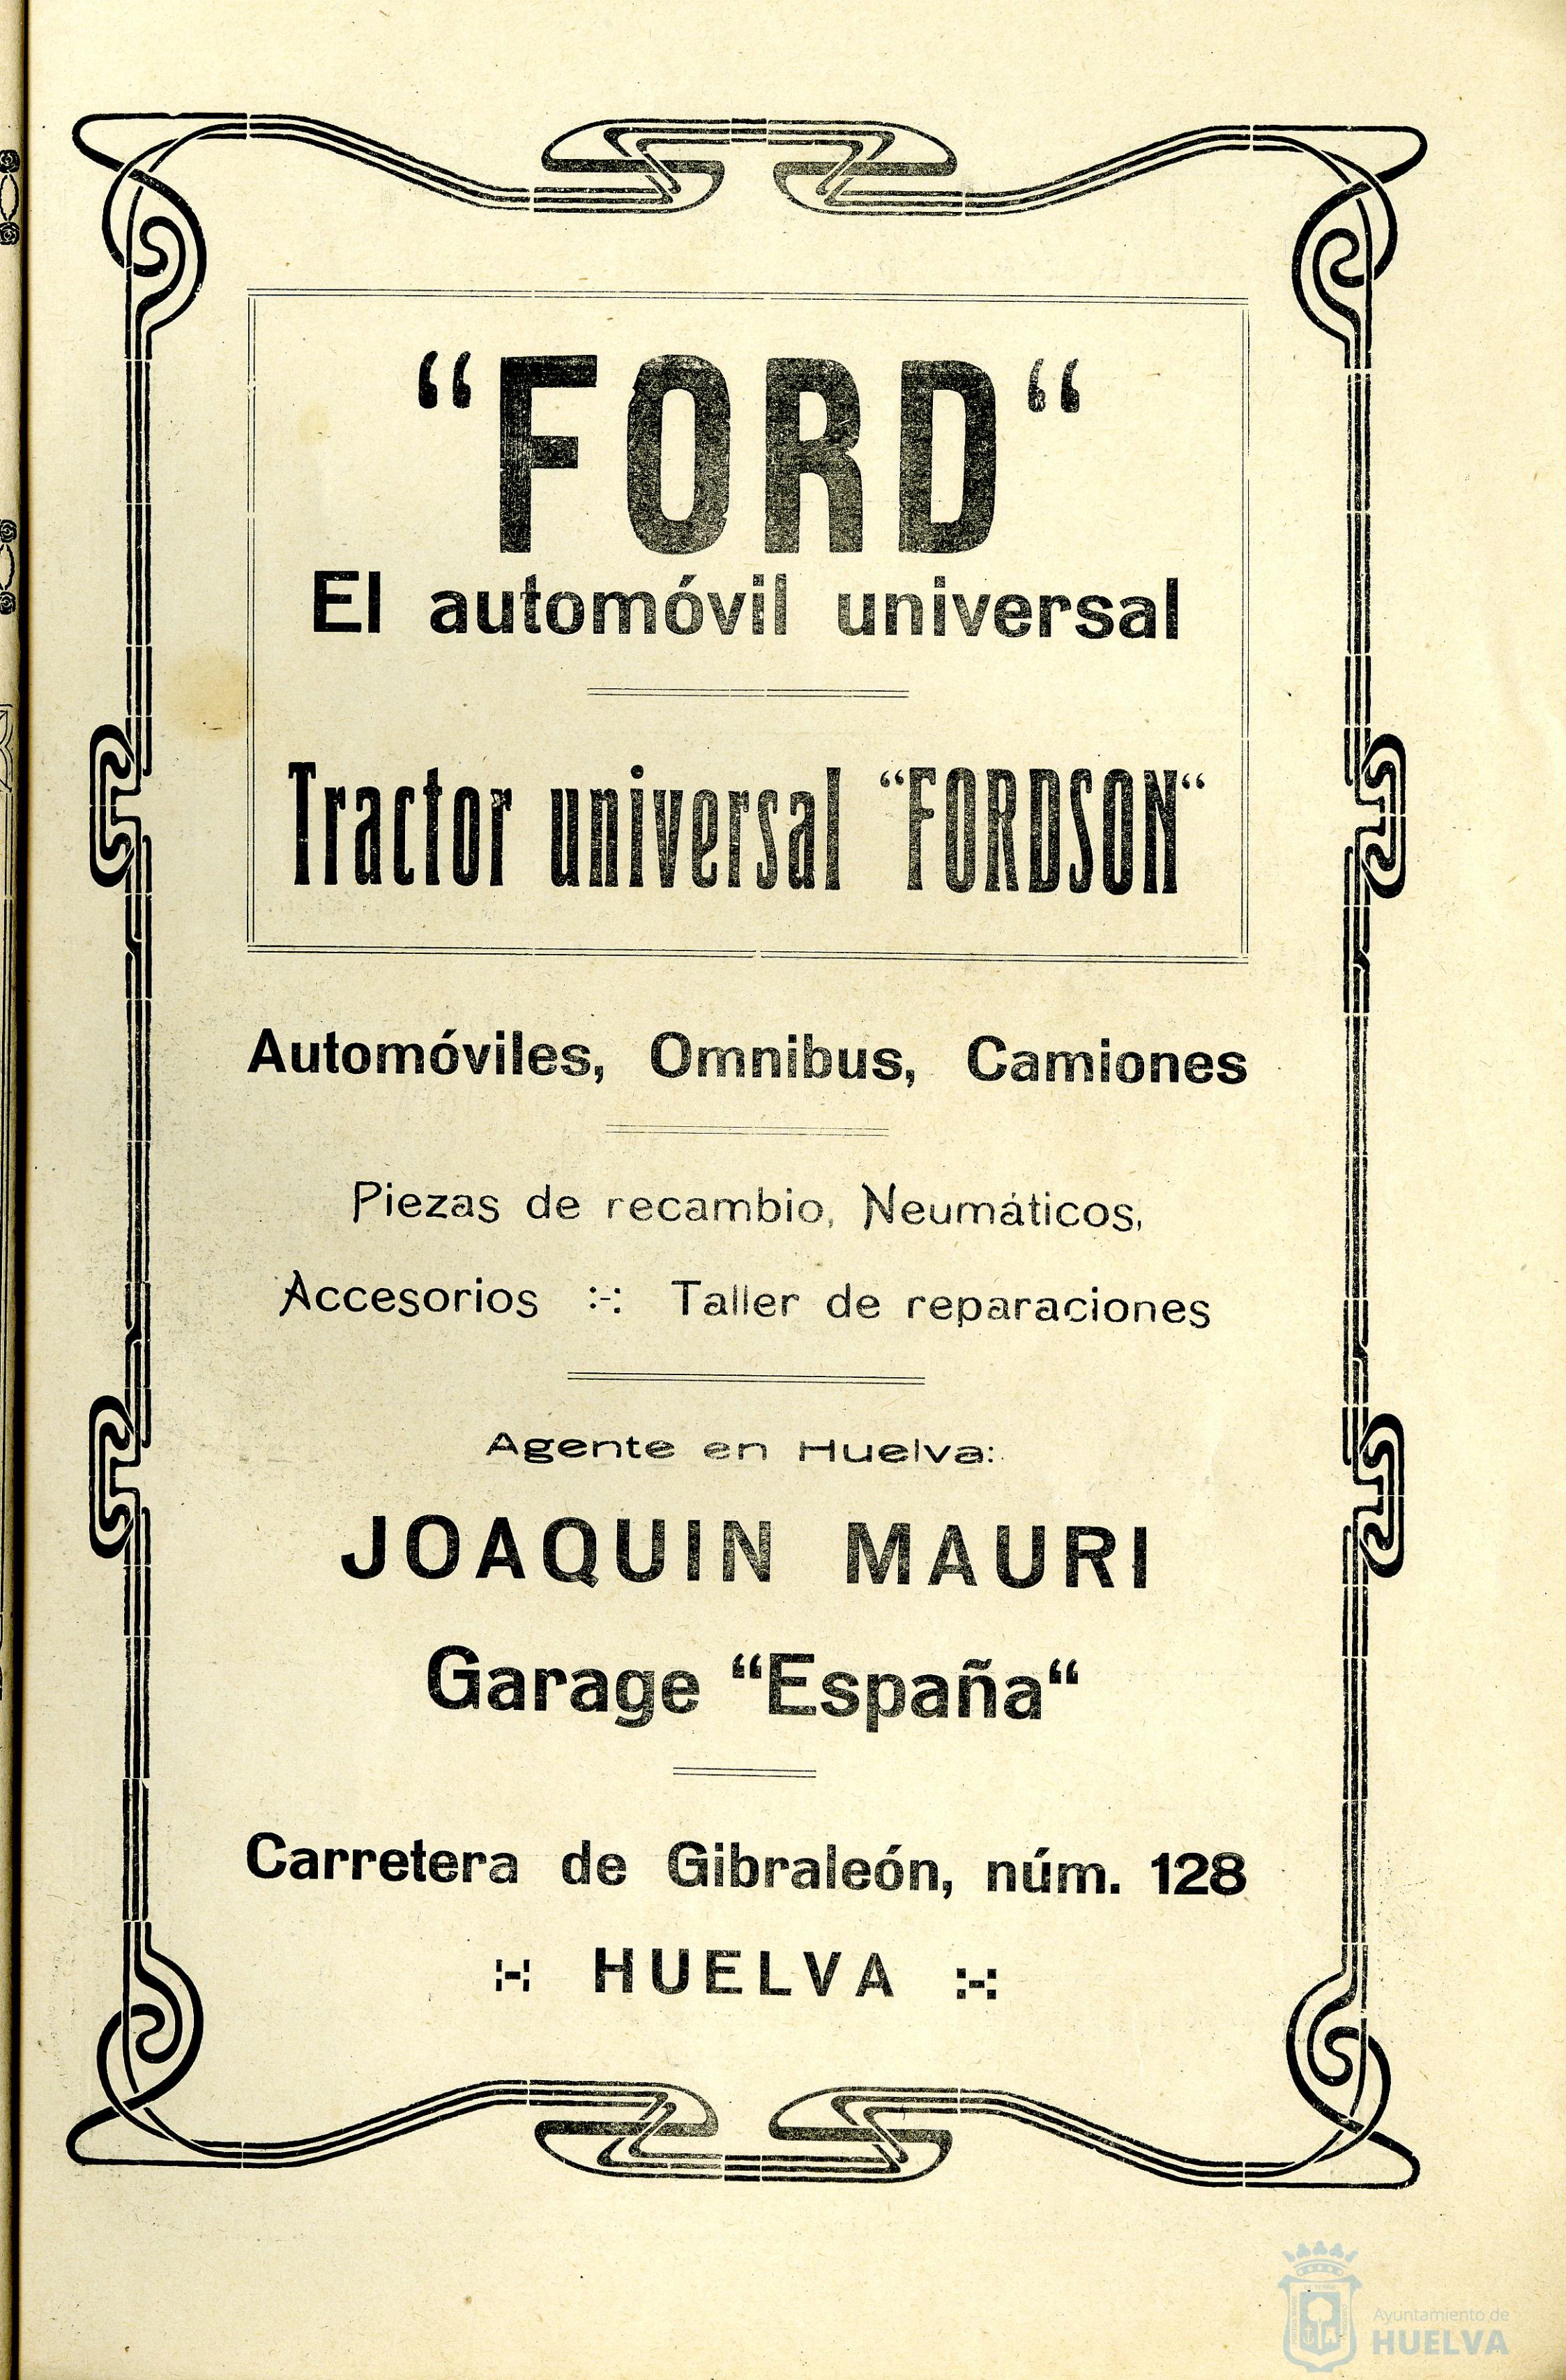 “FORD“
El automóvil universal
Tractor universal “FORDSON“
Automóviles, Omnibus, Camiones
Piezas de recambio, Neumáticos,
Accesorios :-: Taller de reparaciones
Agente en Huelva:
JOAQUIN MAURI
Garage “España“
Carretera de Gibraleón, núm. 128
:-: HUELVA :-:
Ayuntamiento de
HUELVA